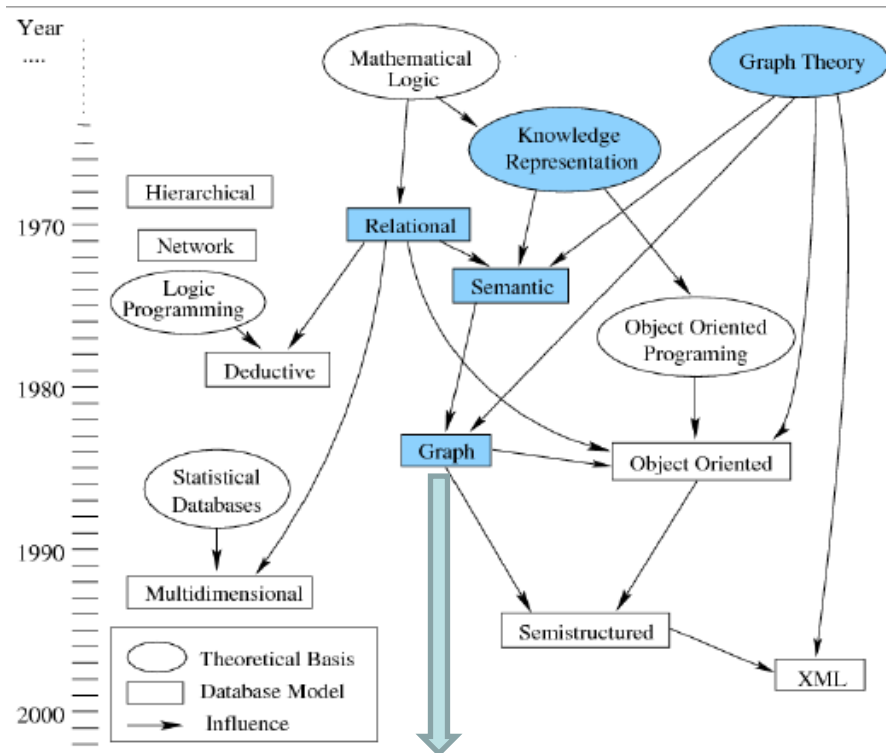 Year
....
Mathematical
Logic
Graph Theory
Knowledge
Representation
Hierarchical
1970
Relational
Network
Semantic
Logic
Programming
Object Oriented
Programing
Deductive
1980
Graph
Object Oriented
Statistical
Databases
1990
Multidimensional
Semistructured
Theoretical Basis
XML
Database Model
2000
Influence